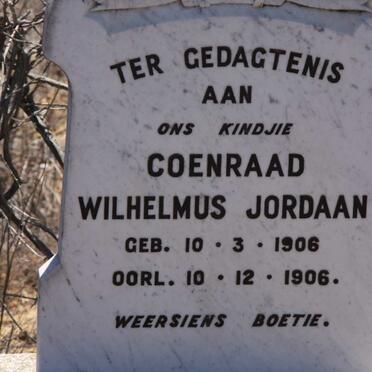 TER GEDAGTENIS
AAN
ONS KINDJIE
COENRAAD
WILHELMUS JORDAAN
GEB. 10 · 3 · 1906
OORL. 10 · 12 · 1906.
WEERSIENS BOETIE.